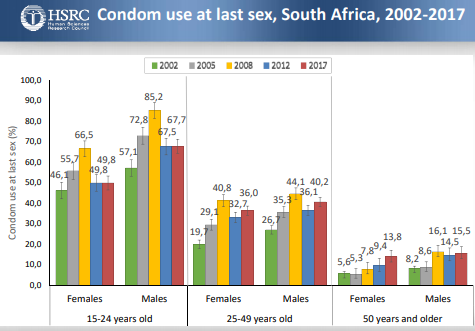 HSRC
Human Sciences
Research Council
Condom use at last sex, South Africa, 2002-2017
2002 2005 2008 2012 2017
Condom use at last sex (%)
100,0
90,0
80,0
70,0
60,0
50,0
40,0
30,0
20,0
10,0
0,0
46,1 55,7 66,5 49,8 49,8
57,1 72,8 85,2 67,5 67,7
19,7 29,1 40,8 32,7 36,0
26,7 35,3 44,1 36,1 40,2
5,6 5,3 7,8 9,4 13,8
8,2 8,6 16,1 14,5 15,5
Females Males Females Males Females Males
15-24 years old 25-49 years old 50 years and older